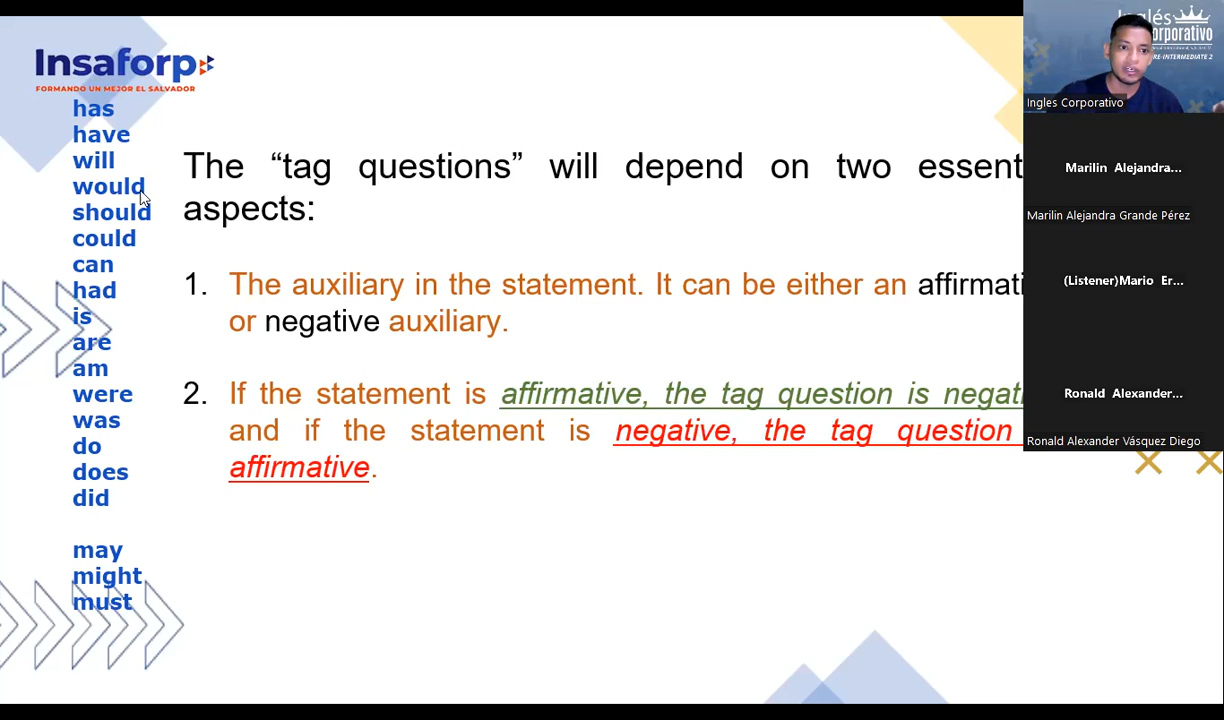 Insaforp
FORMANDO UN MEJOR EL SALVADOR
has
have
will
would
should
could
can
had
is
are
am
were
was
do
does
did
may
might
must
The “tag questions” will depend on two essent
aspects:
1. The auxiliary in the statement. It can be either an affirmati
or negative auxiliary.
2. If the statement is affirmative, the tag question is negati
and if the statement is negative, the tag question
affirmative.
Inglés
Corporativo
RE-INTERMEDIATE 2
Ingles Corporativo
Marilin Alejandra...
Marilin Alejandra Grande Pérez
(Listener)Mario Er...
Ronald Alexander...
Ronald Alexander Vásquez Diego